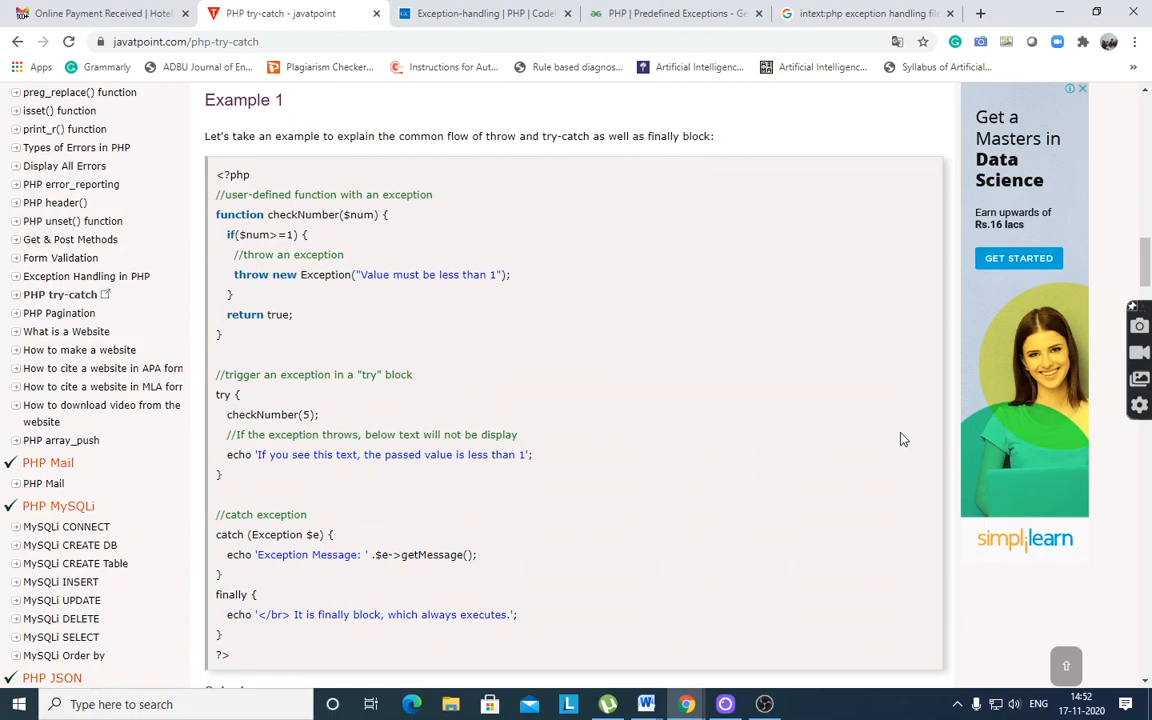 Online Payment Received | Hotel
PHP try-catch - javatpoint
Exception-handling | PHP | Codel
PHP | Predefined Exceptions - Ge
intext:php exception handling file
javatpoint.com/php-try-catch
Apps
Grammarly
ADBU Journal of En...
Plagiarism Checker...
Instructions for Aut...
Rule based diagnos...
Artificial Intelligenc...
Artificial Intelligenc...
Syllabus of Artificial...
preg_replace() function
isset() function
print_r() function
Types of Errors in PHP
Display All Errors
PHP error_reporting
PHP header()
PHP unset() function
Get & Post Methods
Form Validation
Exception Handling in PHP
PHP try-catch
PHP Pagination
What is a Website
How to make a website
How to cite a website in APA forn
How to cite a website in MLA forr
How to download video from the
website
PHP array_push
PHP Mail
PHP Mail
PHP MySQLi
MySQLi CONNECT
MySQLi CREATE DB
MySQLi CREATE Table
MySQLi INSERT
MySQLi UPDATE
MySQLi DELETE
MySQLi SELECT
MySQLi Order by
PHP JSON
Example 1
Let's take an example to explain the common flow of throw and try-catch as well as finally block:
<?php
//user-defined function with an exception
function checkNumber($num) {
if($num>=1) {
//throw an exception
throw new Exception("Value must be less than 1");
}
return true;
}
//trigger an exception in a "try" block
try {
checkNumber(5);
//If the exception throws, below text will not be display
echo 'If you see this text, the passed value is less than 1';
}
//catch exception
catch (Exception $e) {
echo 'Exception Message: ' .$e->getMessage();
}
finally {
echo '</br> It is finally block, which always executes.';
}
?>
Get a
Masters in
Data
Science
Earn upwards of
Rs.16 lacs
GET STARTED
simplilearn
Type here to search
ENG
14:52
17-11-2020